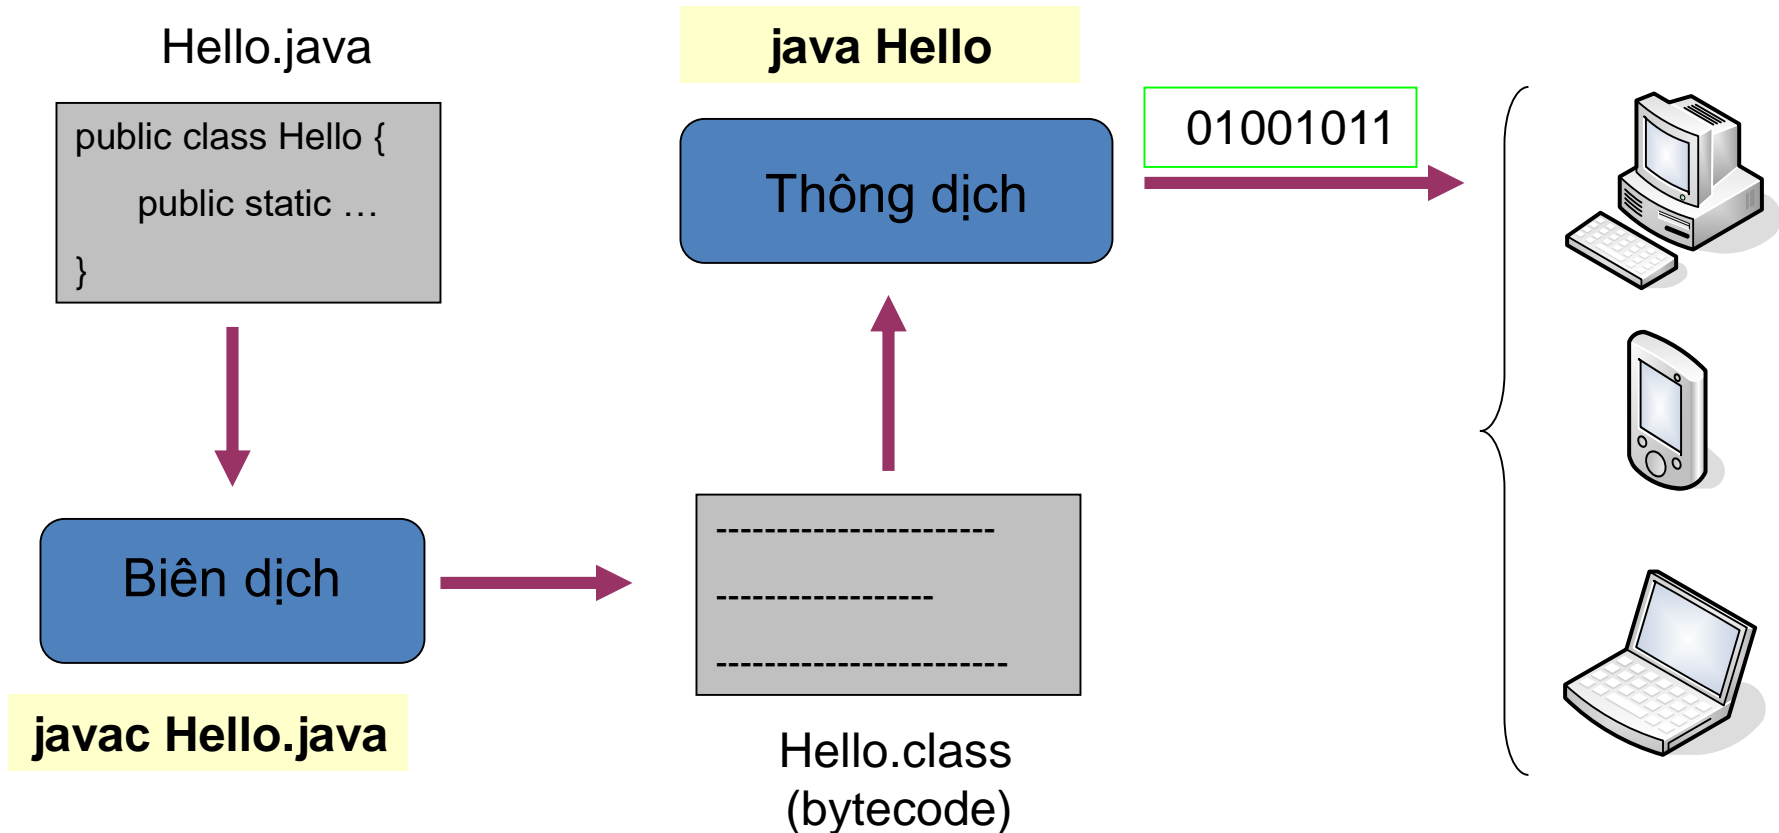 Hello.java
public class Hello {
public static …
}
Biên dịch
javac Hello.java
-----------------------
------------------
------------------------
Hello.class
(bytecode)
java Hello
Thông dịch
01001011